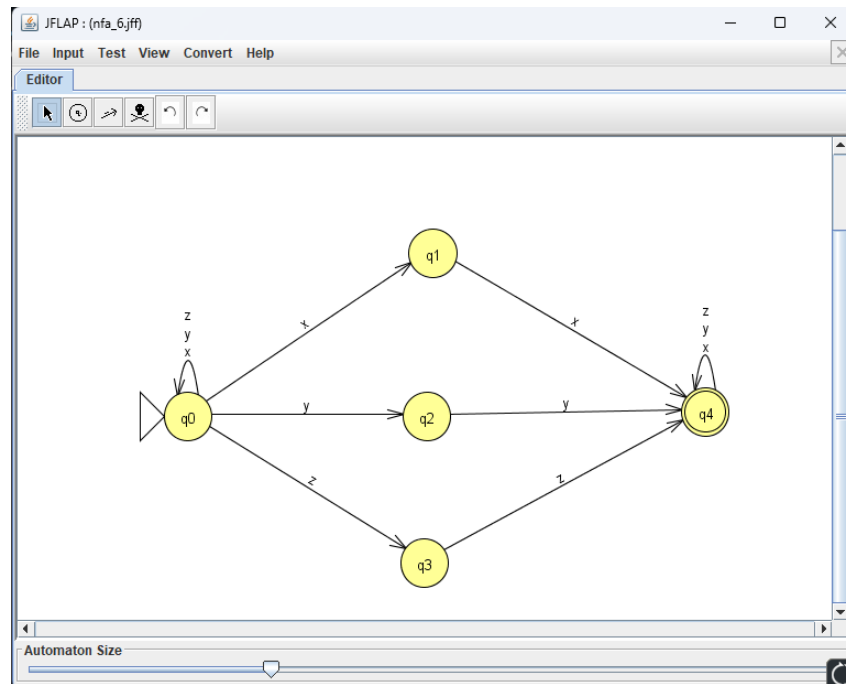 JFLAP : (nfa_6.jff)
File Input Test View Convert Help
Editor
q1
z
y
x
x
x
z
y
x
q0
y
q2
y
q4
z
z
q3
Automaton Size